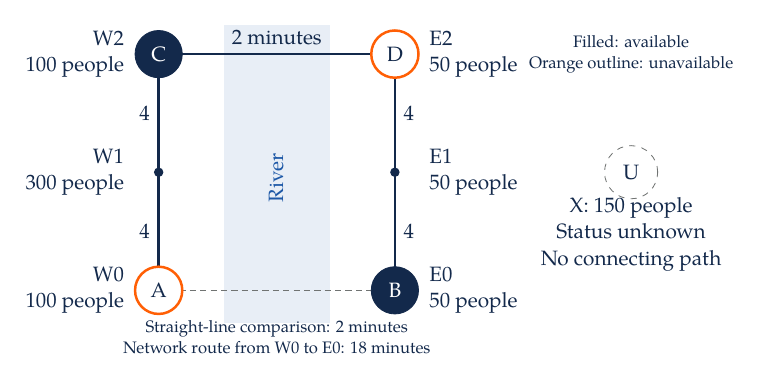 W2
100 people
C
2 minutes
D
E2
50 people
Filled: available
Orange outline: unavailable
4
4
W1
300 people
River
E1
50 people
U
X: 150 people
Status unknown
No connecting path
4
4
W0
100 people
A
B
E0
50 people
Straight-line comparison: 2 minutes
Network route from W0 to E0: 18 minutes